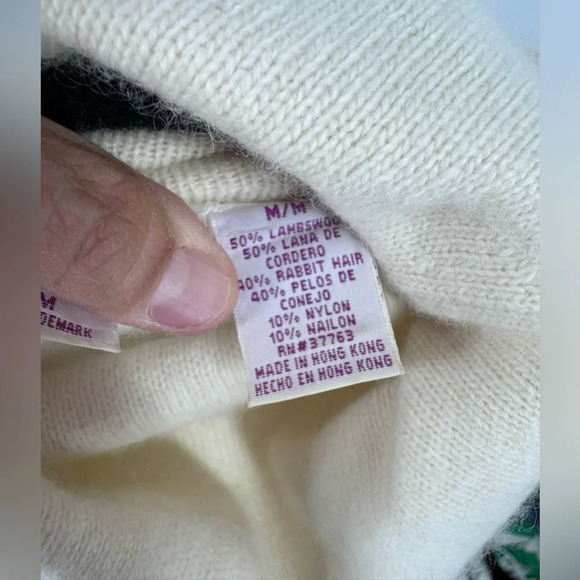 M/M
50% LAMBSWOO
50% LANA DE
CORDERO
40% RABBIT HAIR
40% PELOS DE
CONEJO
10% NYLON
10% NAILON
RN#37763
MADE IN HONG KONG
HECHO EN HONG KONG
M
DEMARK